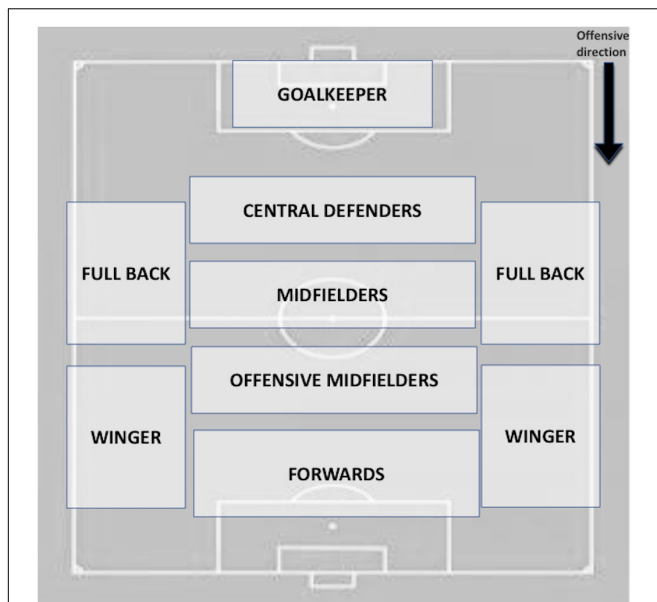 Offensive
direction
GOALKEEPER
CENTRAL DEFENDERS
FULL BACK
FULL BACK
MIDFIELDERS
OFFENSIVE MIDFIELDERS
WINGER
WINGER
FORWARDS